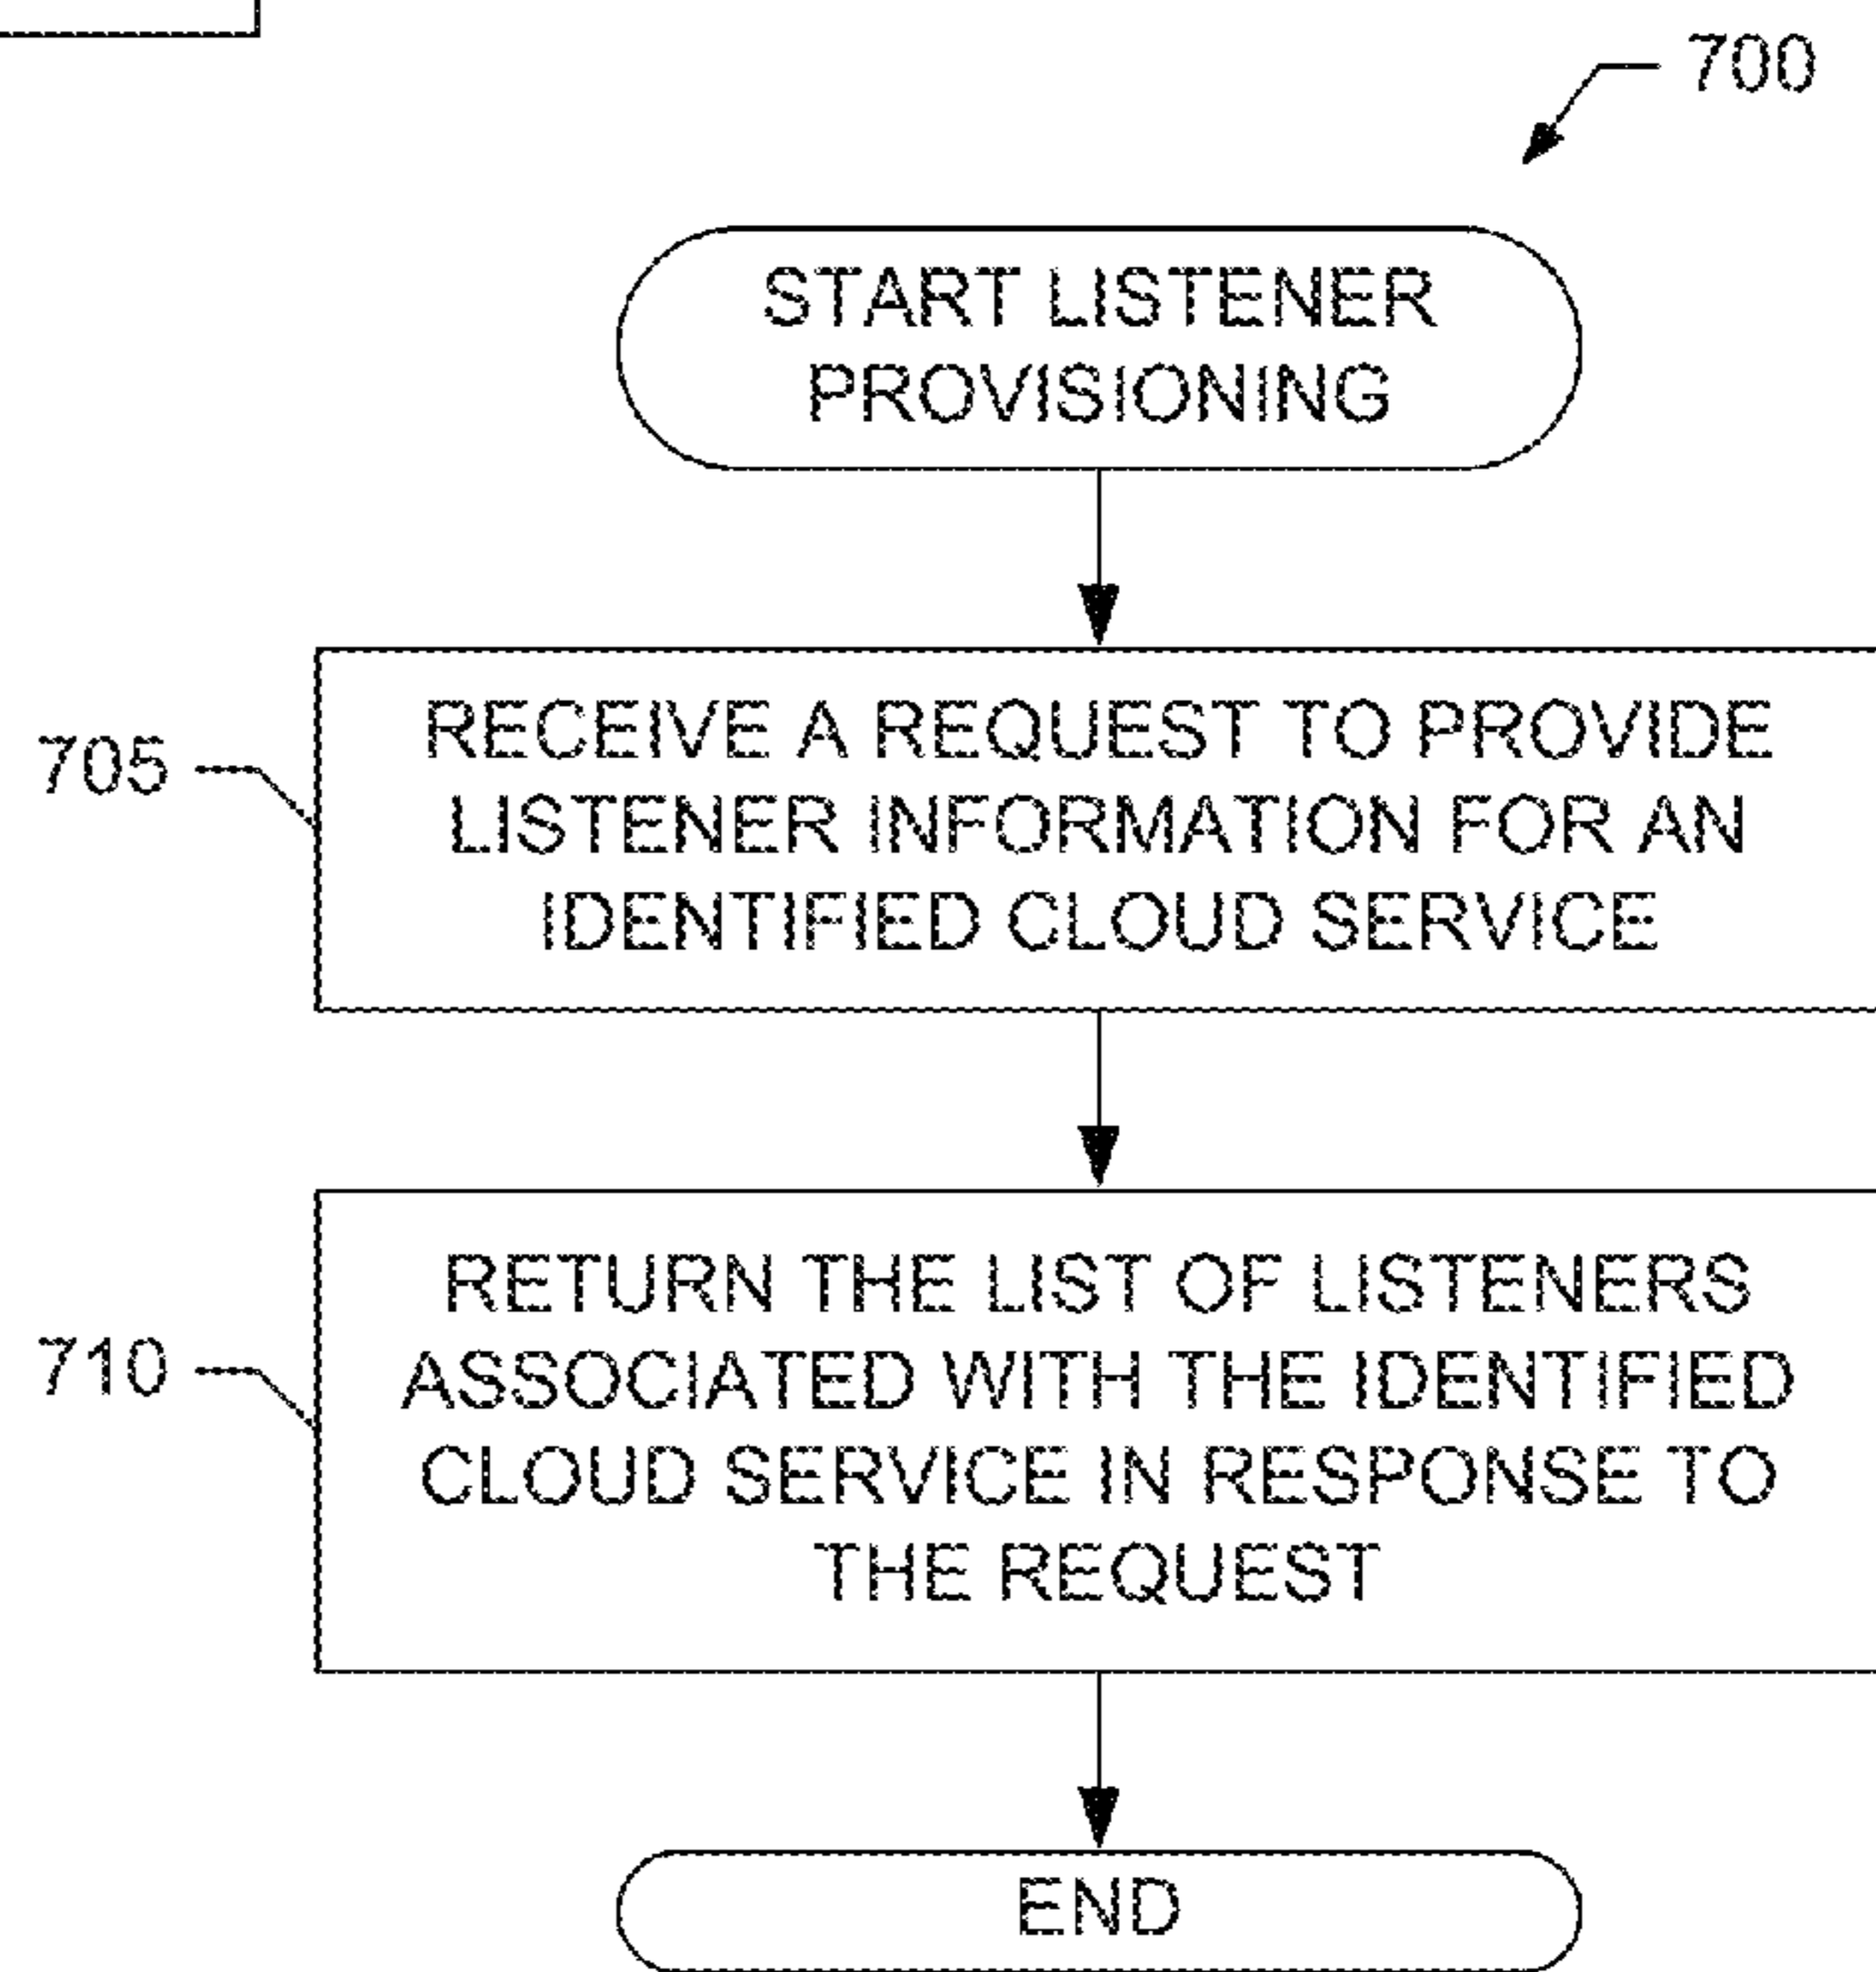 700
START LISTENER
PROVISIONING
705
RECEIVE A REQUEST TO PROVIDE
LISTENER INFORMATION FOR AN
IDENTIFIED CLOUD SERVICE
710
RETURN THE LIST OF LISTENERS
ASSOCIATED WITH THE IDENTIFIED
CLOUD SERVICE IN RESPONSE TO
THE REQUEST
END